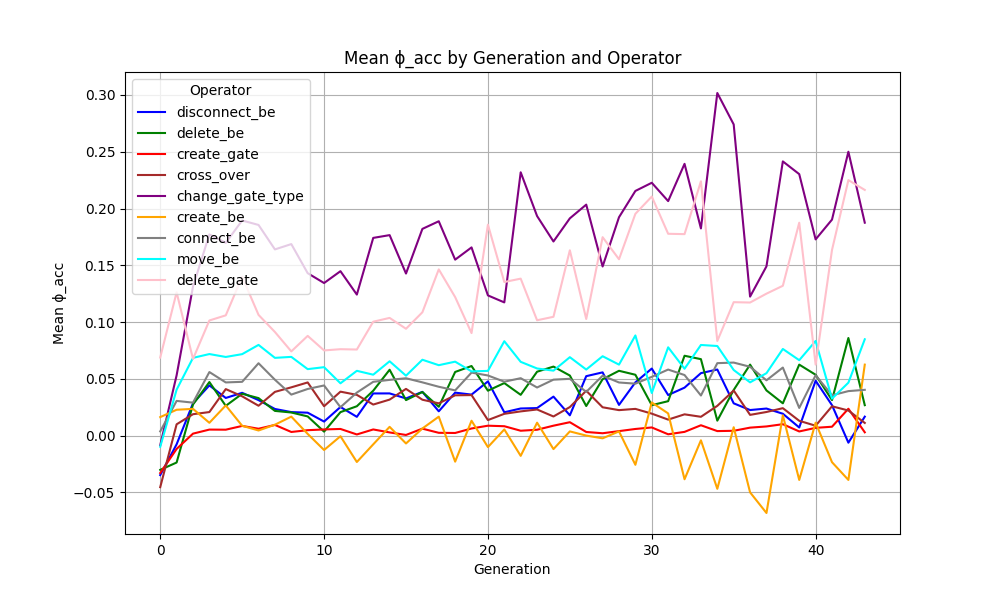 Mean ϕ_acc by Generation and Operator
Mean ϕ_acc
0.30
0.25
0.20
0.15
0.10
0.05
0.00
−0.05
Operator
disconnect_be
delete_be
create_gate
cross_over
change_gate_type
create_be
connect_be
move_be
delete_gate
0 10 20 30 40
Generation